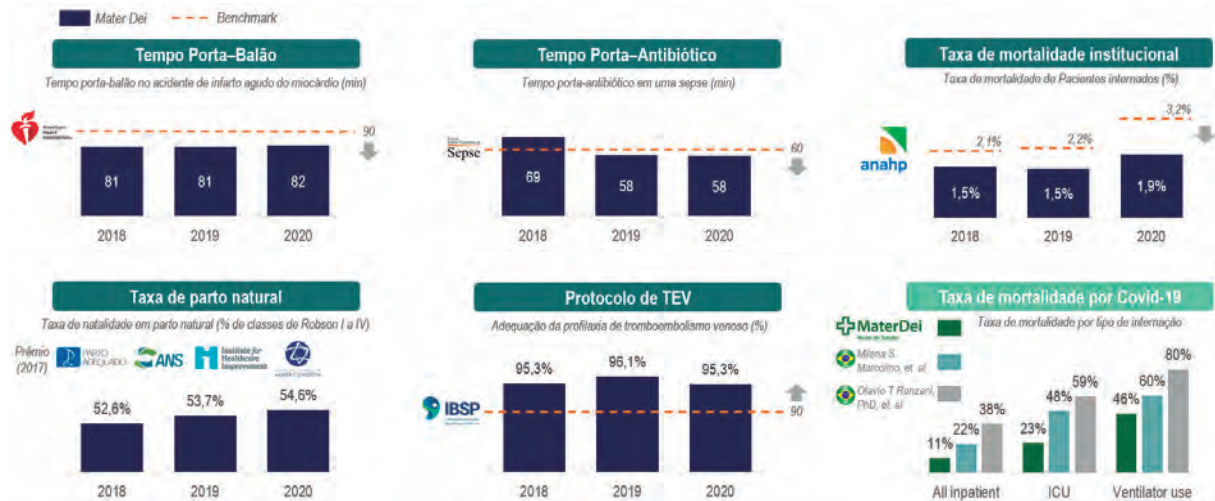 Mater Dei
Benchmark
Tempo Porta–Balão
Tempo porta-balão no acidente de infarto agudo do miocárdio (min)
90
81
81
82
2018
2019
2020
Tempo Porta–Antibiótico
Tempo porta-antibiótico em uma sepse (min)
Sepse
60
69
58
58
2018
2019
2020
Taxa de mortalidade institucional
Taxa de mortalidade de Pacientes internados (%)
anahp
2,1%
2,2%
3,2%
1,5%
1,5%
1,9%
2018
2019
2020
Taxa de parto natural
Taxa de natalidade em parto natural (% de classes de Robson I a IV)
Prêmio
(2017)
PARTO
ADEQUADO
ANS
Institute for
Healthcare
Improvement
52,6%
53,7%
54,6%
2018
2019
2020
Protocolo de TEV
Adequação da profilaxia de tromboembolismo venoso (%)
IBSP
95,3%
96,1%
95,3%
90
2018
2019
2020
Taxa de mortalidade por Covid-19
Taxa de mortalidade por tipo de internação
MaterDei
Rede de Saúde
Milena S.
Marcolino, et. al
Otavio T Ranzani,
PhD, et. al
11%
22%
38%
23%
48%
59%
46%
60%
80%
All inpatient
ICU
Ventilator use